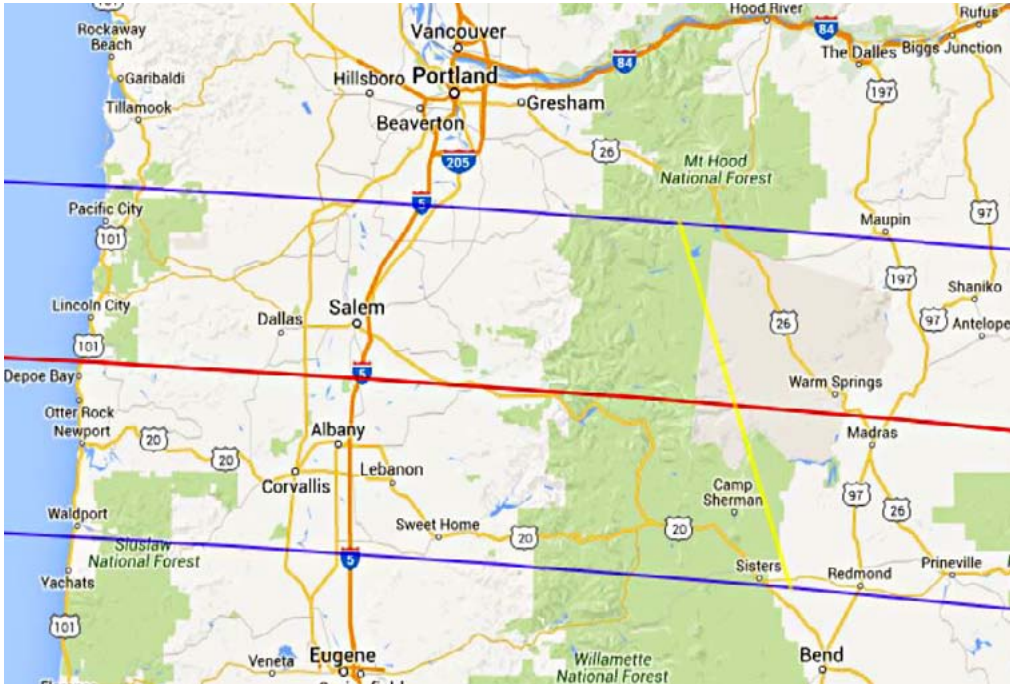 101
Rockaway
Beach
Vancouver
Hood River
84
Rufus
84
The Dalles
Biggs Junction
Garibaldi
Hillsboro
Portland
197
Tillamook
Beaverton
Gresham
26
205
Mt Hood
National Forest
5
Pacific City
101
Maupin
97
197
Shaniko
Lincoln City
Dallas
Salem
26
97
Antelope
101
Depoe Bay
5
Warm Springs
Otter Rock
Newport
20
Albany
Madras
20
Corvallis
Lebanon
Camp
Sherman
97
26
Waldport
Sweet Home
20
20
Siuslaw
National Forest
5
Yachats
Sisters
Redmond
Prineville
101
Veneta
Eugene
Willamette
National Forest
Bend